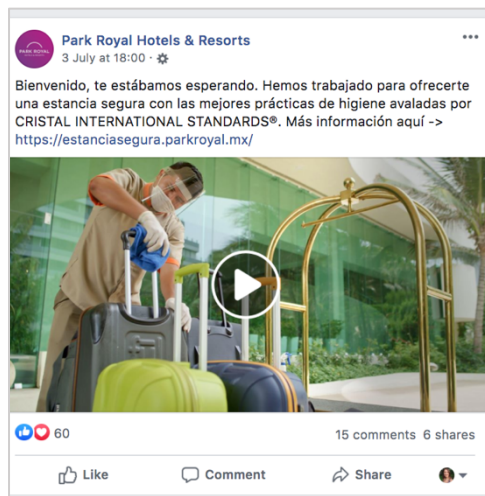 Park Royal Hotels & Resorts
3 July at 18:00 ·
PARK ROYAL
Bienvenido, te estábamos esperando. Hemos trabajado para ofrecerte
una estancia segura con las mejores prácticas de higiene avaladas por
CRISTAL INTERNATIONAL STANDARDS®. Más información aquí ->
https://estanciasegura.parkroyal.mx/
60
15 comments 6 shares
Like
Comment
Share